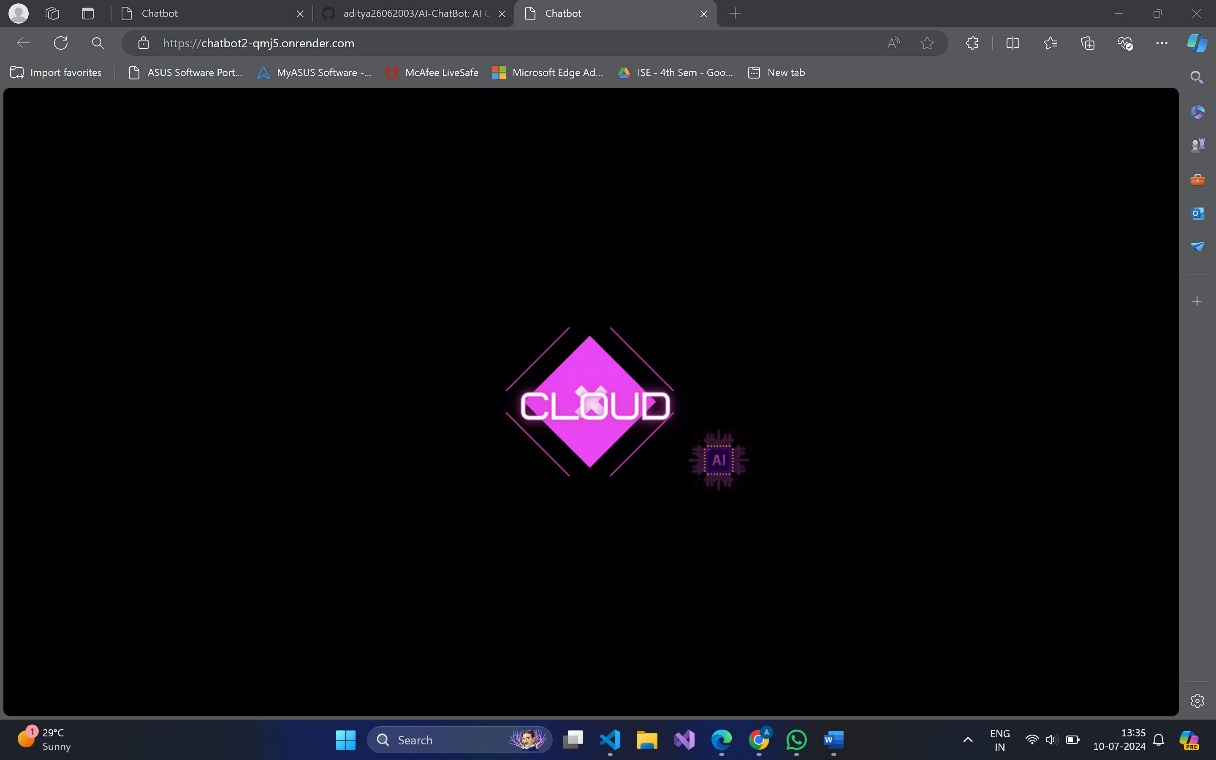 Chatbot
aditya26062003/AI-ChatBot: AI C
Chatbot
https://chatbot2-qmj5.onrender.com
Import favorites
ASUS Software Port...
MyASUS Software -...
McAfee LiveSafe
Microsoft Edge Ad...
ISE - 4th Sem - Goo...
New tab
CLOUD
AI
1
29°C
Sunny
Search
A
ENG
IN
13:35
10-07-2024
PRE